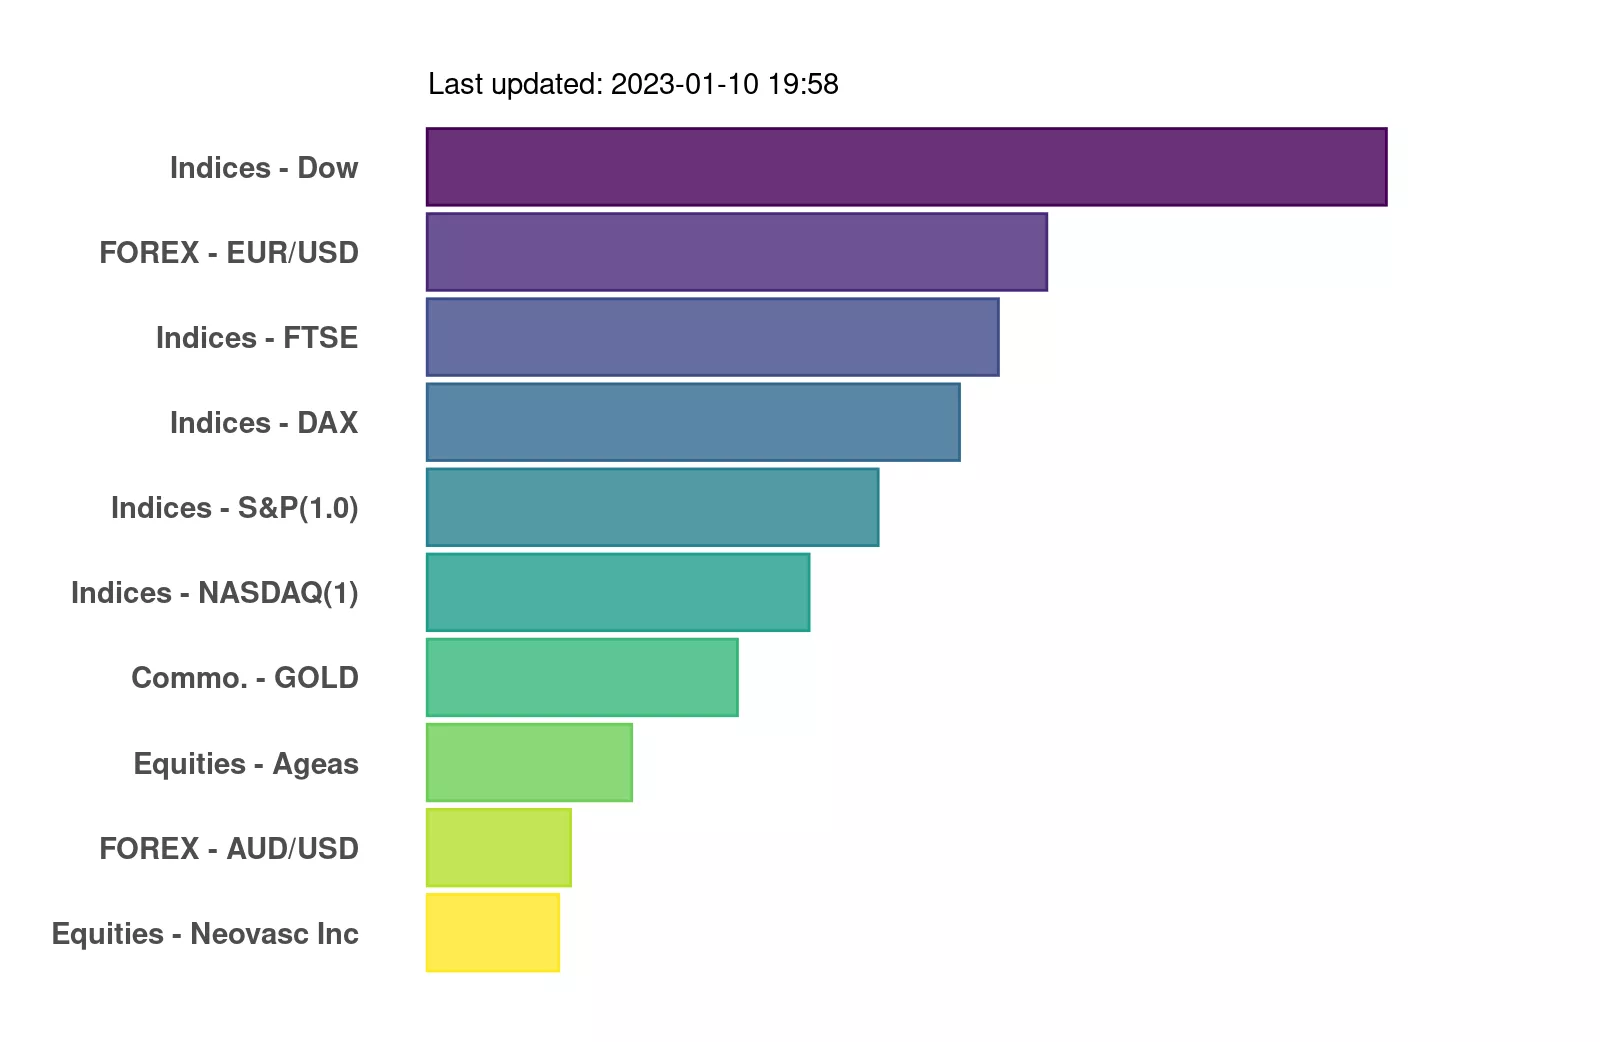 Last updated: 2023-01-10 19:58
Indices - Dow
FOREX - EUR/USD
Indices - FTSE
Indices - DAX
Indices - S&P(1.0)
Indices - NASDAQ(1)
Commo. - GOLD
Equities - Ageas
FOREX - AUD/USD
Equities - Neovasc Inc